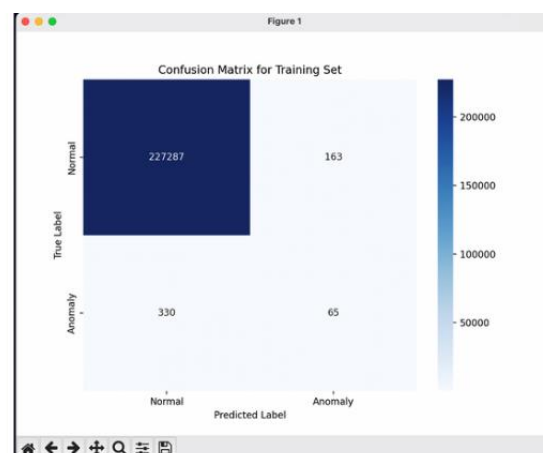 Figure 1
Confusion Matrix for Training Set
227287
163
330
65
Normal
Anomaly
True Label
Normal
Anomaly
Predicted Label
200000
150000
100000
50000